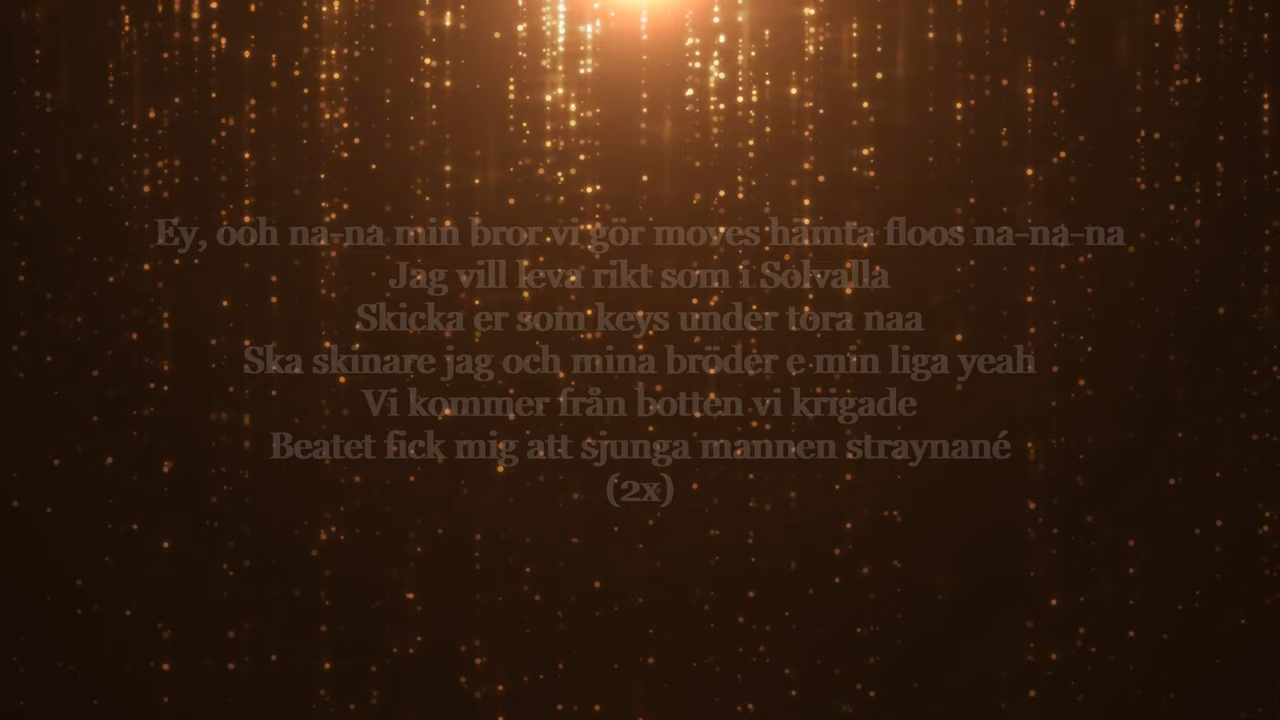 Ey, ooh na-na min bror vi gör moves hämta floos na-na-na
Jag vill leva rikt som i Solvalla
Skicka er som keys under tora naa
Ska skinare jag och mina bröder e min liga yeah
Vi kommer från botten vi krigade
Beatet fick mig att sjunga mannen straynané
(2x)